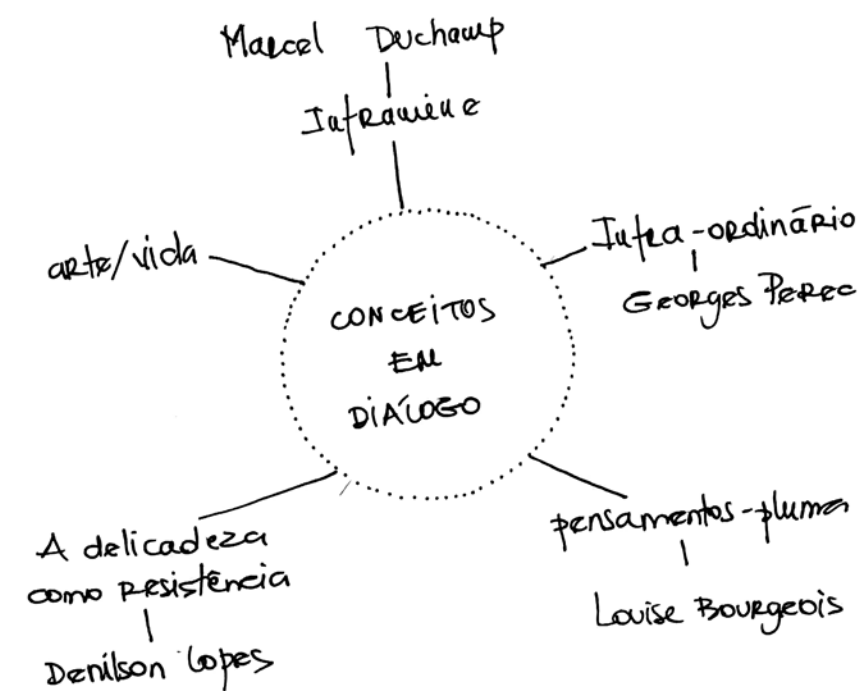 Marcel Duchamp
Inframince
arte/vida
Infra-ordinário
Georges Perec
CONCEITOS
EM
DIÁLOGO
A delicadeza
como resistência
Denilson Lopes
pensamentos-pluma
Louise Bourgeois